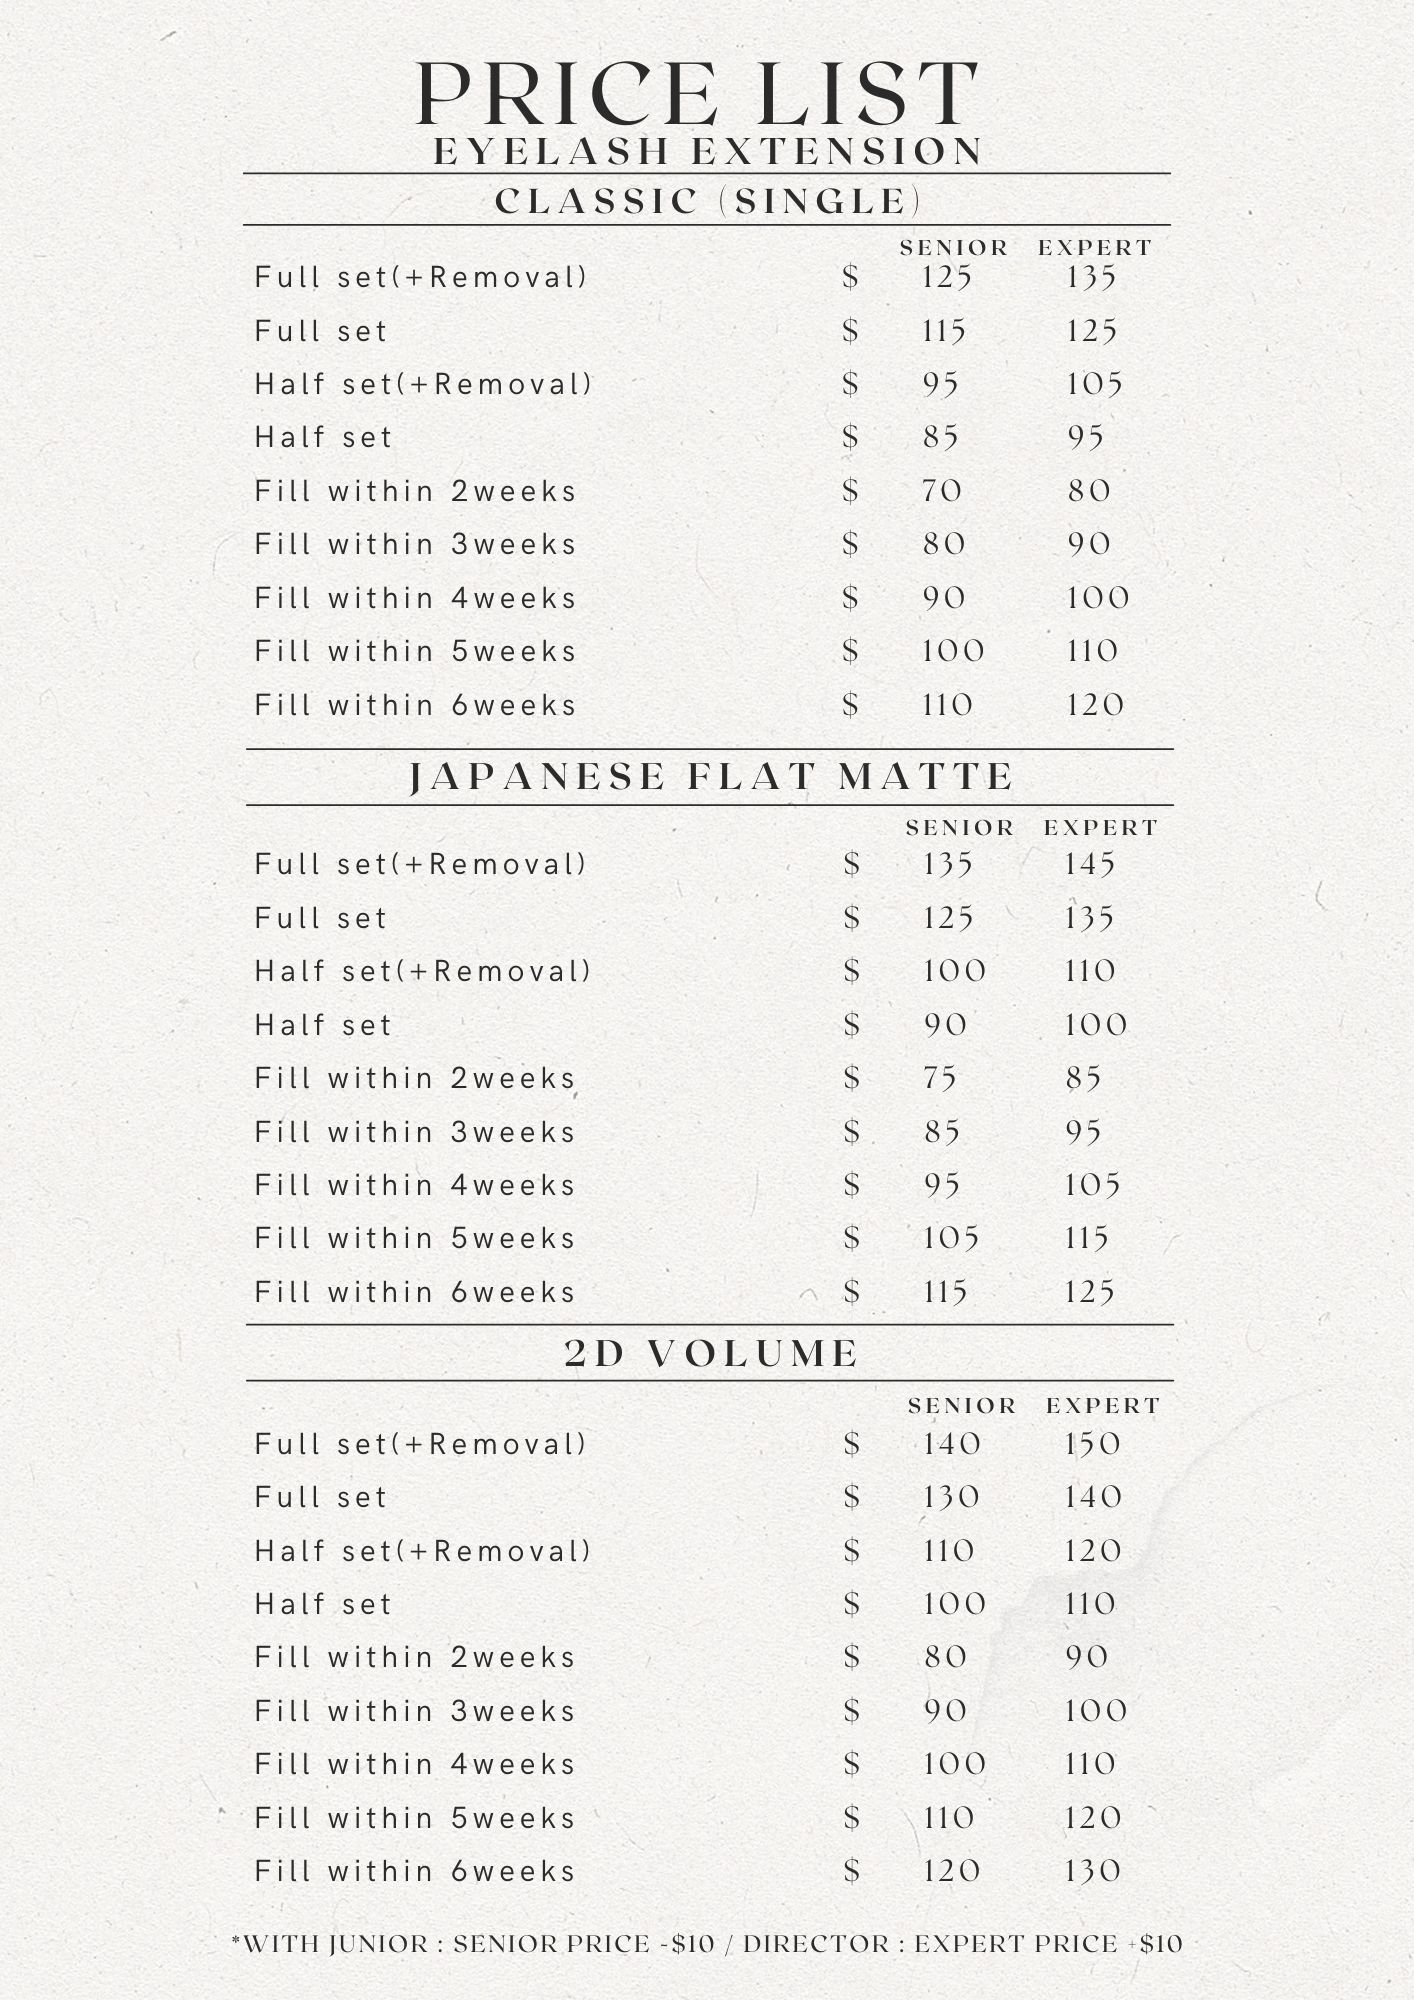 PRICE LIST
EYELASH EXTENSION
CLASSIC (SINGLE)
SENIOR EXPERT
Full set(+Removal) $ 125 135
Full set $ 115 125
Half set(+Removal) $ 95 105
Half set $ 85 95
Fill within 2weeks $ 70 80
Fill within 3weeks $ 80 90
Fill within 4weeks $ 90 100
Fill within 5weeks $ 100 110
Fill within 6weeks $ 110 120
JAPANESE FLAT MATTE
SENIOR EXPERT
Full set(+Removal) $ 135 145
Full set $ 125 135
Half set(+Removal) $ 100 110
Half set $ 90 100
Fill within 2weeks $ 75 85
Fill within 3weeks $ 85 95
Fill within 4weeks $ 95 105
Fill within 5weeks $ 105 115
Fill within 6weeks $ 115 125
2D VOLUME
SENIOR EXPERT
Full set(+Removal) $ 140 150
Full set $ 130 140
Half set(+Removal) $ 110 120
Half set $ 100 110
Fill within 2weeks $ 80 90
Fill within 3weeks $ 90 100
Fill within 4weeks $ 100 110
Fill within 5weeks $ 110 120
Fill within 6weeks $ 120 130
*WITH JUNIOR : SENIOR PRICE -$10 / DIRECTOR : EXPERT PRICE +$10